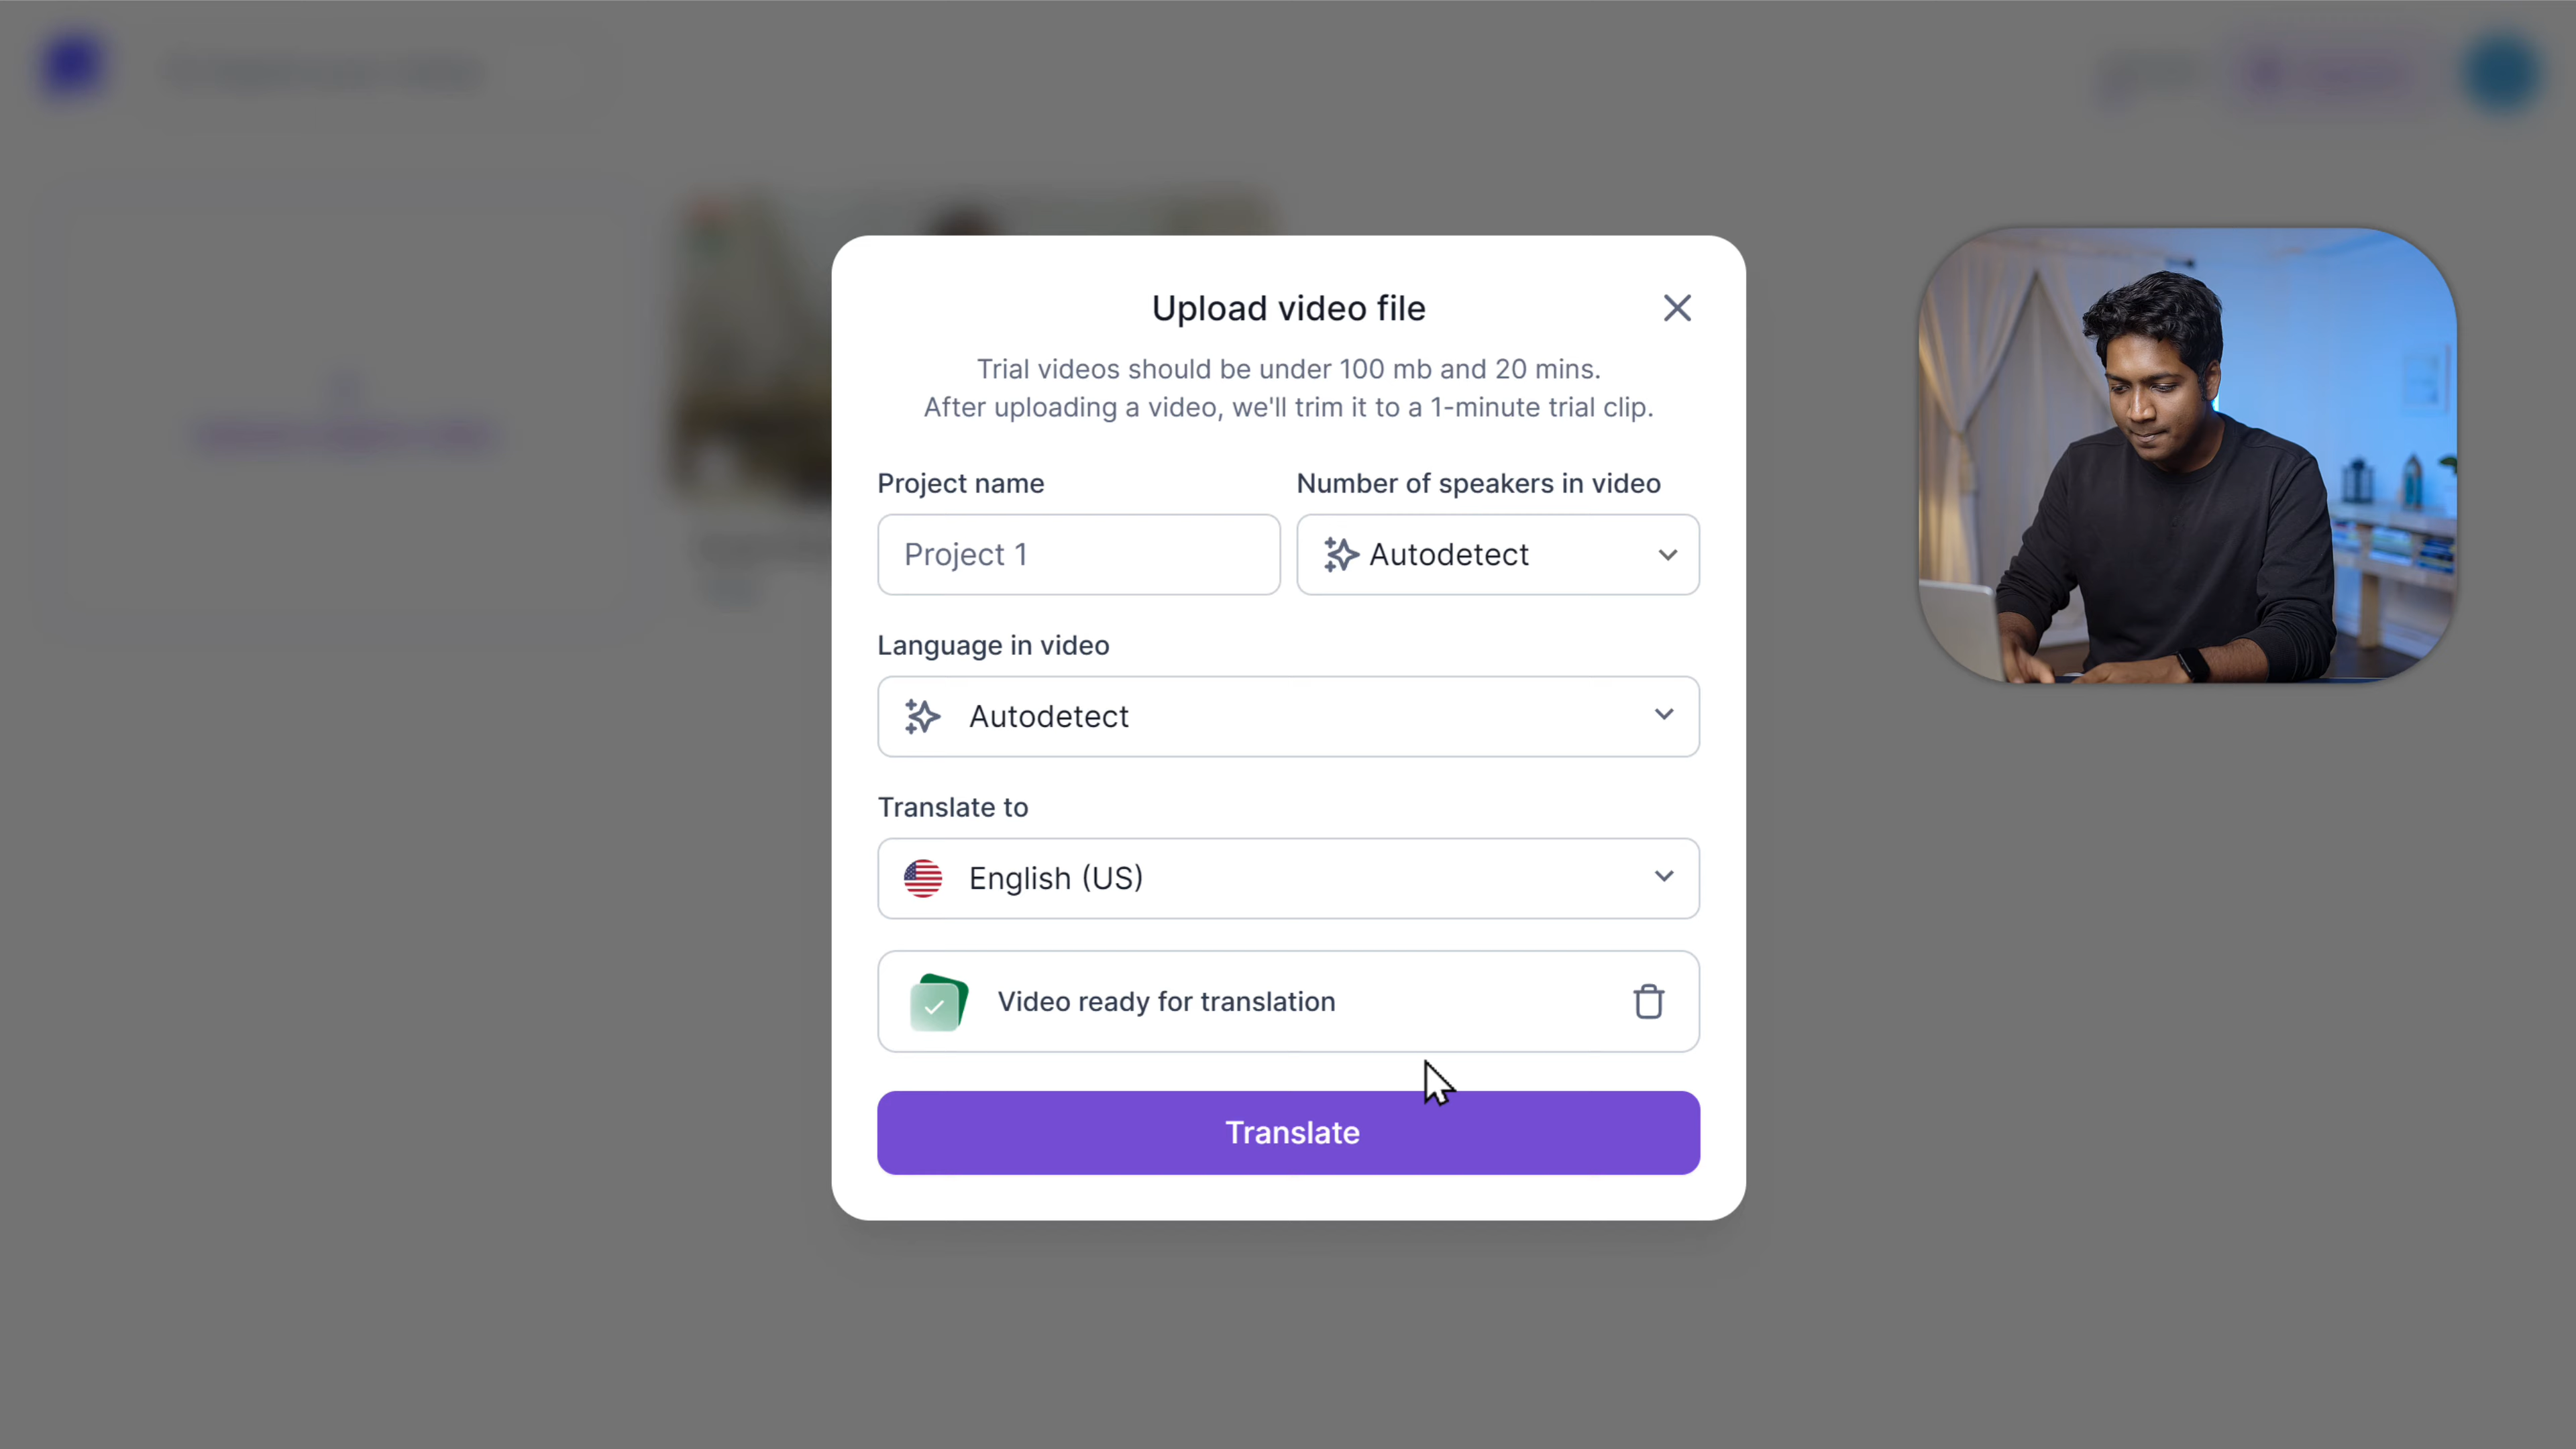 Upload video file
Trial videos should be under 100 mb and 20 mins.
After uploading a video, we'll trim it to a 1-minute trial clip.
Project name
Number of speakers in video
Project 1
Autodetect
Language in video
Autodetect
Translate to
English (US)
Video ready for translation
Translate